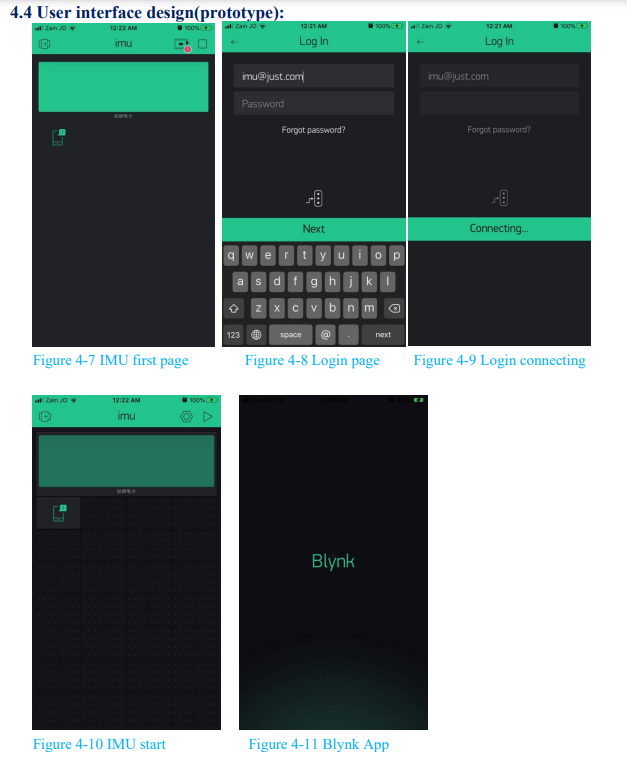 4.4 User interface design(prototype):
Zain JO 12:22 AM 100%
imu
Zain JO 12:21 AM 100%
Log In
imu@just.com
Password
Forgot password?
Next
q w e r t y u i o p
a s d f g h j k l
z x c v b n m
123 space @ . next
Zain JO 12:21 AM 100%
Log In
imu@just.com
Forgot password?
Connecting...
Figure 4-7 IMU first page
Figure 4-8 Login page
Figure 4-9 Login connecting
Zain JO 12:22 AM 100%
imu
Blynk
Figure 4-10 IMU start
Figure 4-11 Blynk App